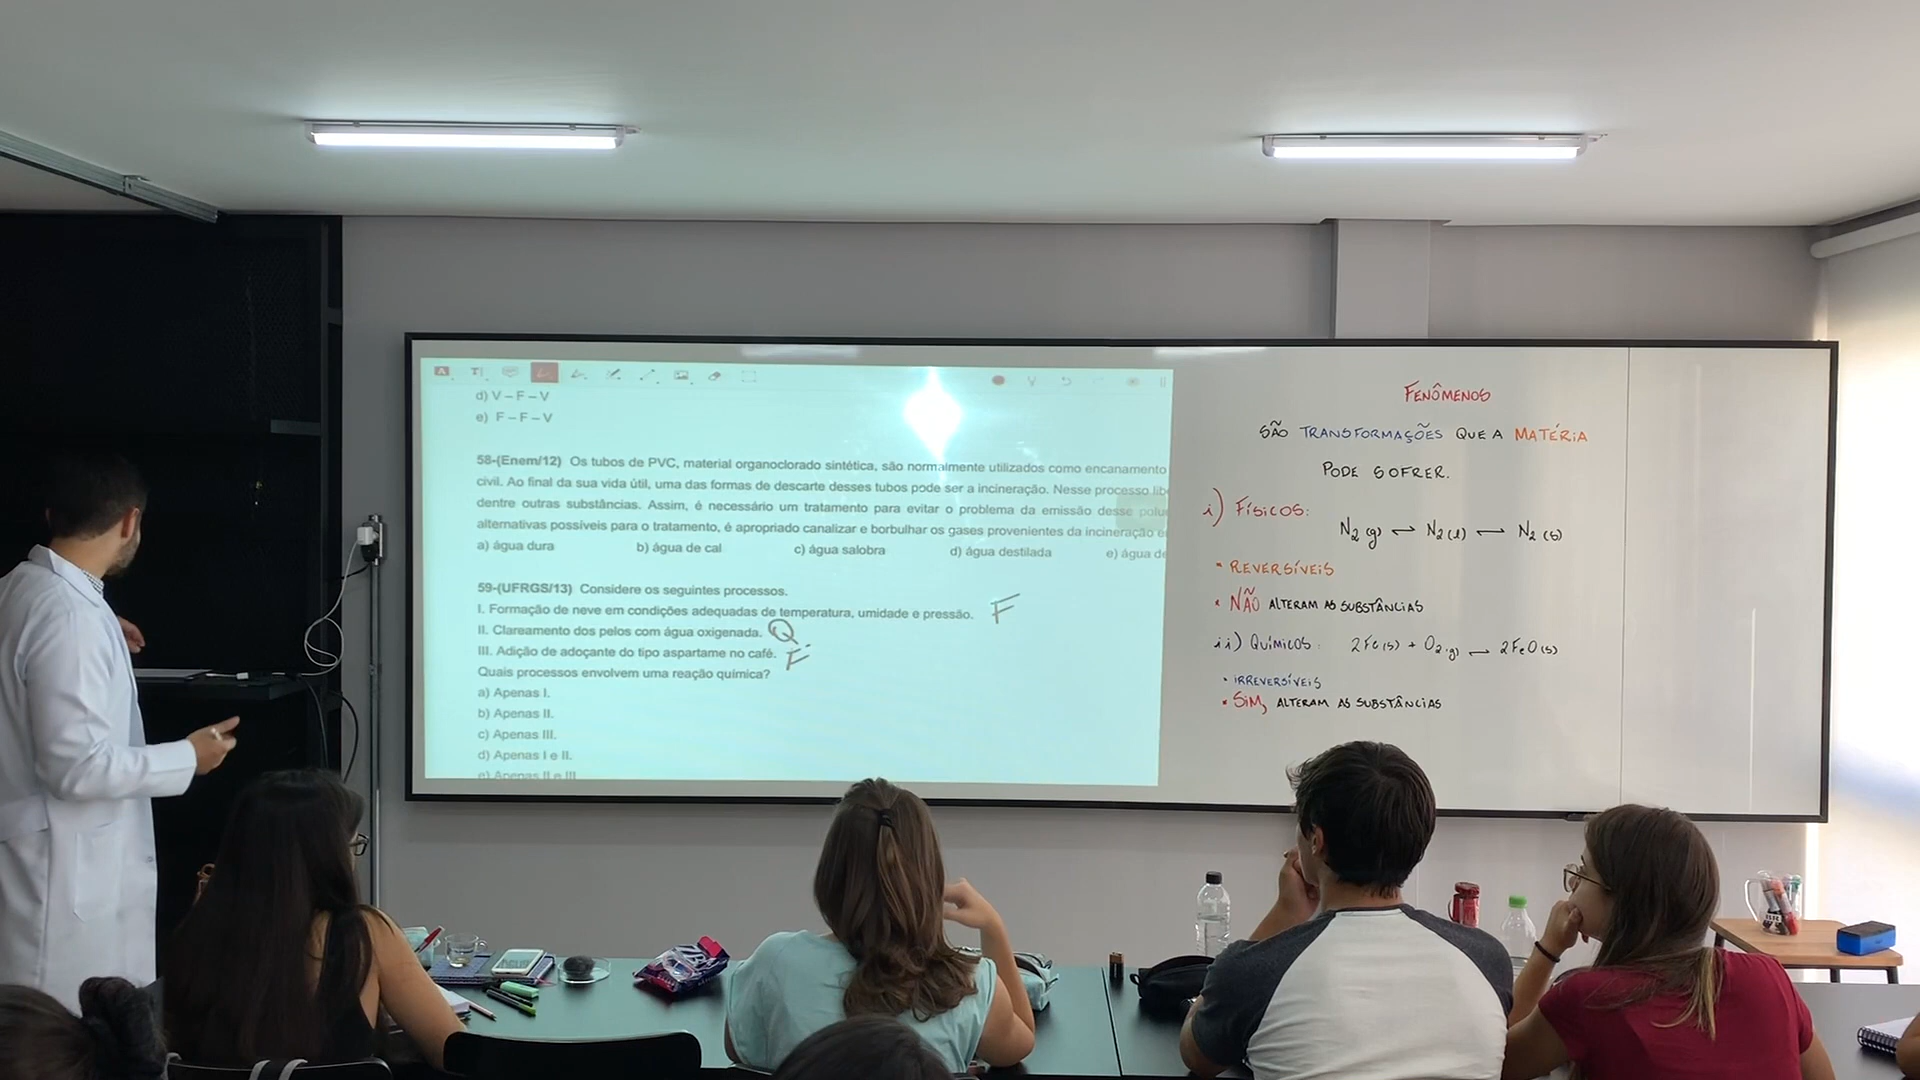 d) V – F – V
e) F – F – V
58-(Enem/12) Os tubos de PVC, material organoclorado sintética, são normalmente utilizados como encanamento
civil. Ao final da sua vida útil, uma das formas de descarte desses tubos pode ser a incineração. Nesse processo lib
dentre outras substâncias. Assim, é necessário um tratamento para evitar o problema da emissão desse polu
alternativas possíveis para o tratamento, é apropriado canalizar e borbulhar os gases provenientes da incineração e
a) água dura b) água de cal c) água salobra d) água destilada e) água de
59-(UFRGS/13) Considere os seguintes processos.
I. Formação de neve em condições adequadas de temperatura, umidade e pressão. F
II. Clareamento dos pelos com água oxigenada. Q
III. Adição de adoçante do tipo aspartame no café. F
Quais processos envolvem uma reação química?
a) Apenas I.
b) Apenas II.
c) Apenas III.
d) Apenas I e II.
e) Apenas II e III
FENÔMENOS
SÃO TRANSFORMAÇÕES QUE A MATÉRIA
PODE SOFRER.
i) FÍSICOS:
N2(g) ⇌ N2(l) ⇌ N2(s)
• REVERSÍVEIS
• NÃO ALTERAM AS SUBSTÂNCIAS
ii) QUÍMICOS: 2Fe(s) + O2(g) ⇌ 2FeO(s)
• IRREVERSÍVEIS
• SIM, ALTERAM AS SUBSTÂNCIAS